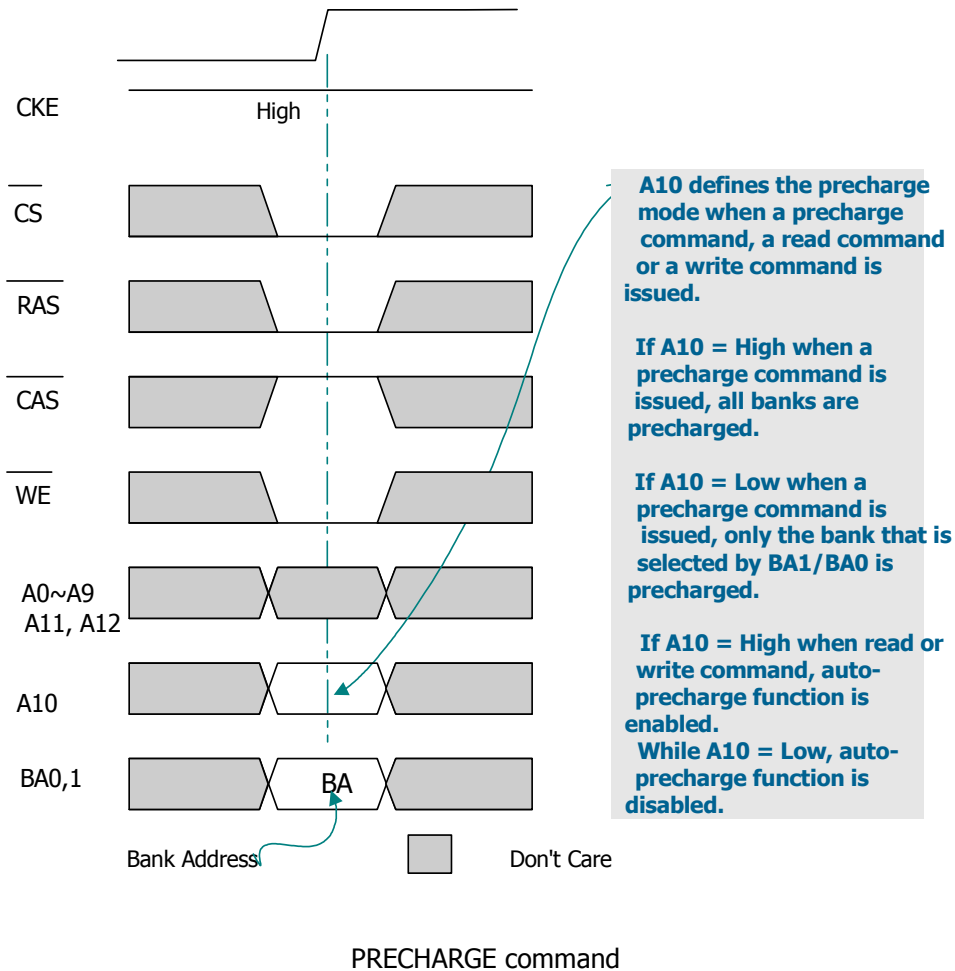 CKE
High
CS
RAS
CAS
WE
A0~A9
A11, A12
A10
BA0,1
BA
Bank Address
Don't Care
A10 defines the precharge
mode when a precharge
command, a read command
or a write command is
issued.
If A10 = High when a
precharge command is
issued, all banks are
precharged.
If A10 = Low when a
precharge command is
issued, only the bank that is
selected by BA1/BA0 is
precharged.
If A10 = High when read or
write command, auto-
precharge function is
enabled.
While A10 = Low, auto-
precharge function is
disabled.
PRECHARGE command